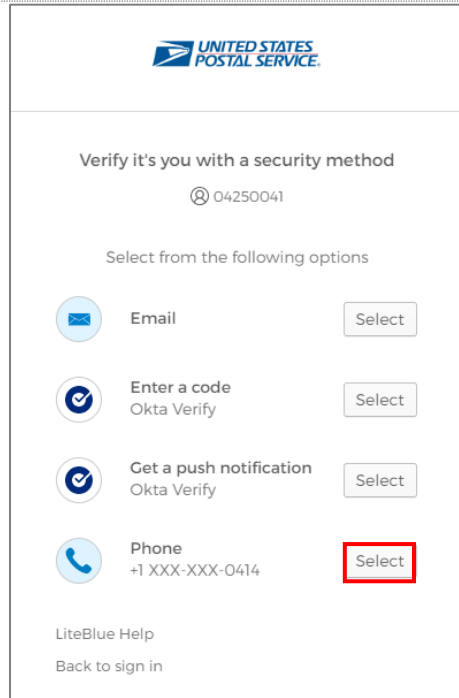 UNITED STATES
POSTAL SERVICE.
Verify it's you with a security method
04250041
Select from the following options
Email
Select
Enter a code
Okta Verify
Select
Get a push notification
Okta Verify
Select
Phone
+1 XXX-XXX-0414
Select
LiteBlue Help
Back to sign in